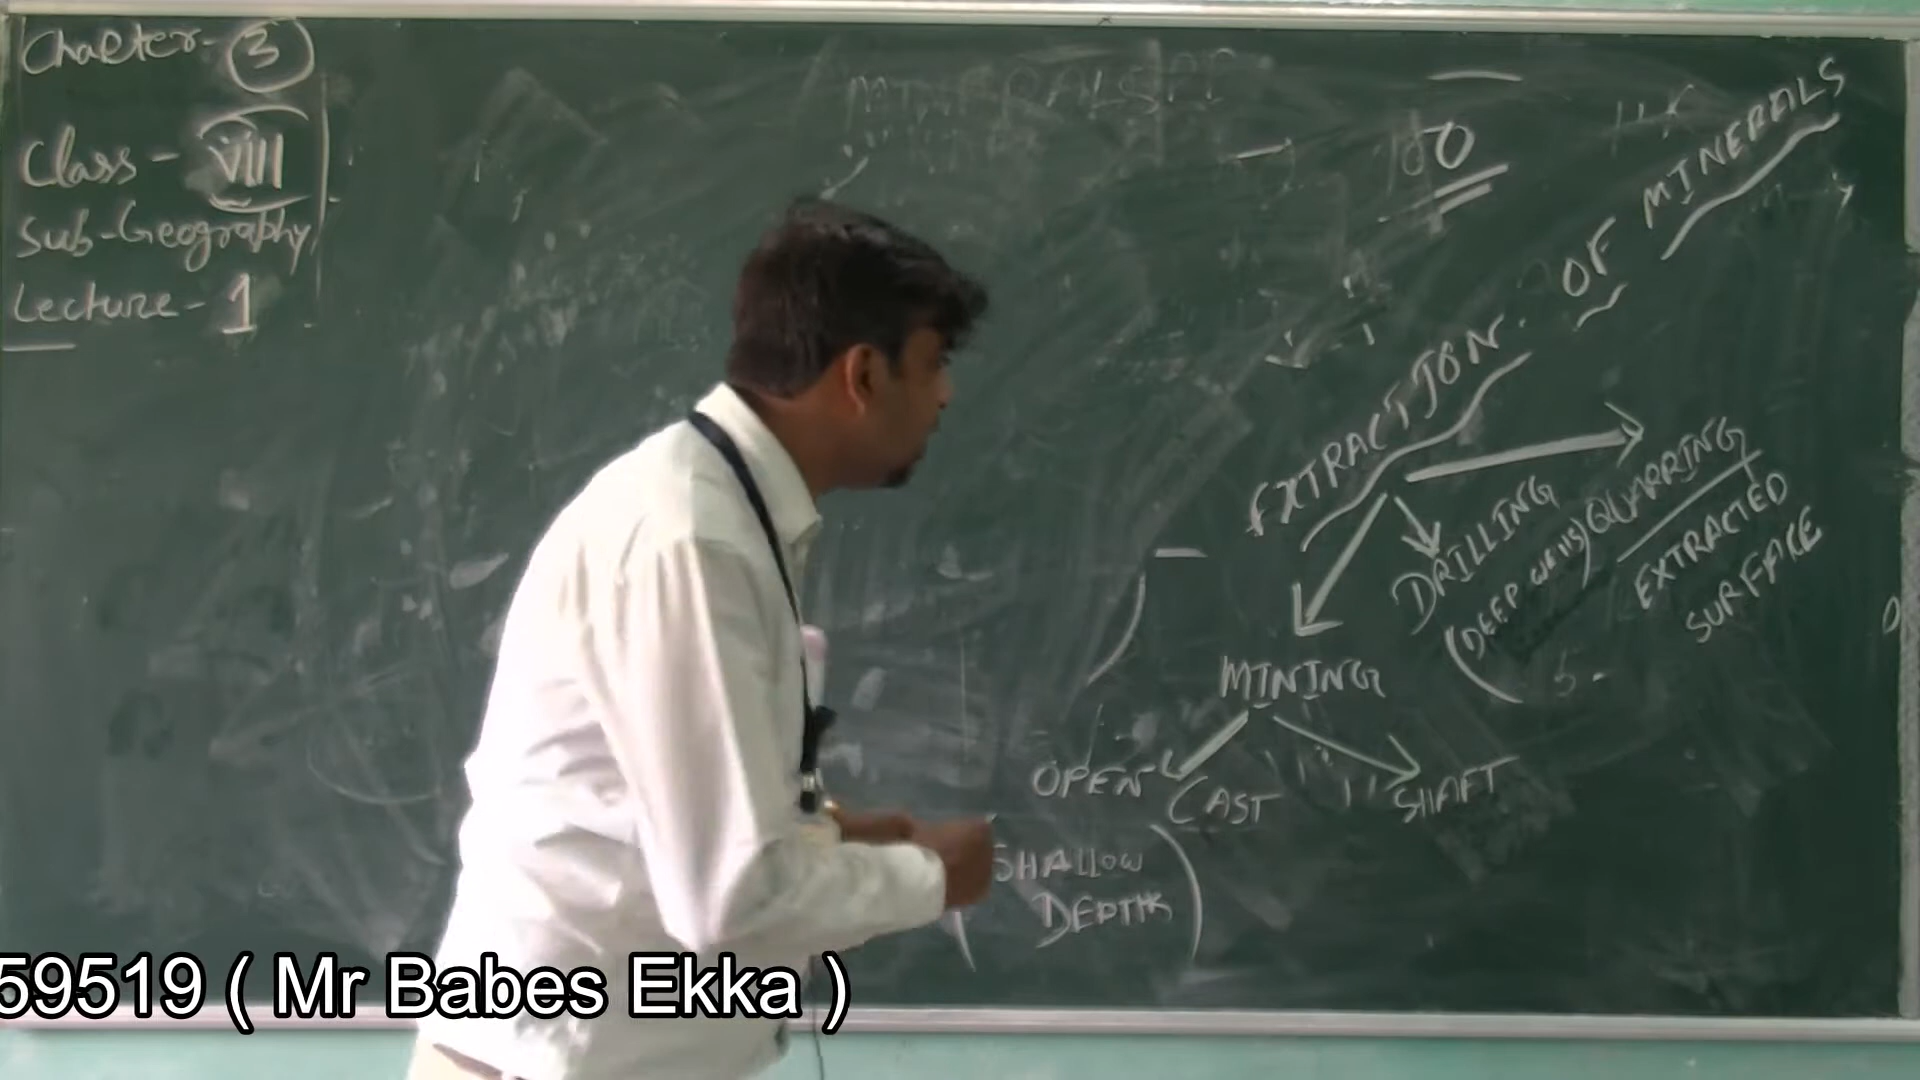 Chapter- 3
Class - VIII
Sub-Geography
Lecture - 1
EXTRACTION OF MINERALS
QUARRING
EXTRACTED
SURFACE
DRILLING
(DEEP wells)
MINING
OPEN CAST
SHAFT
(SHALLOW
DEPTH)
59519 ( Mr Babes Ekka )